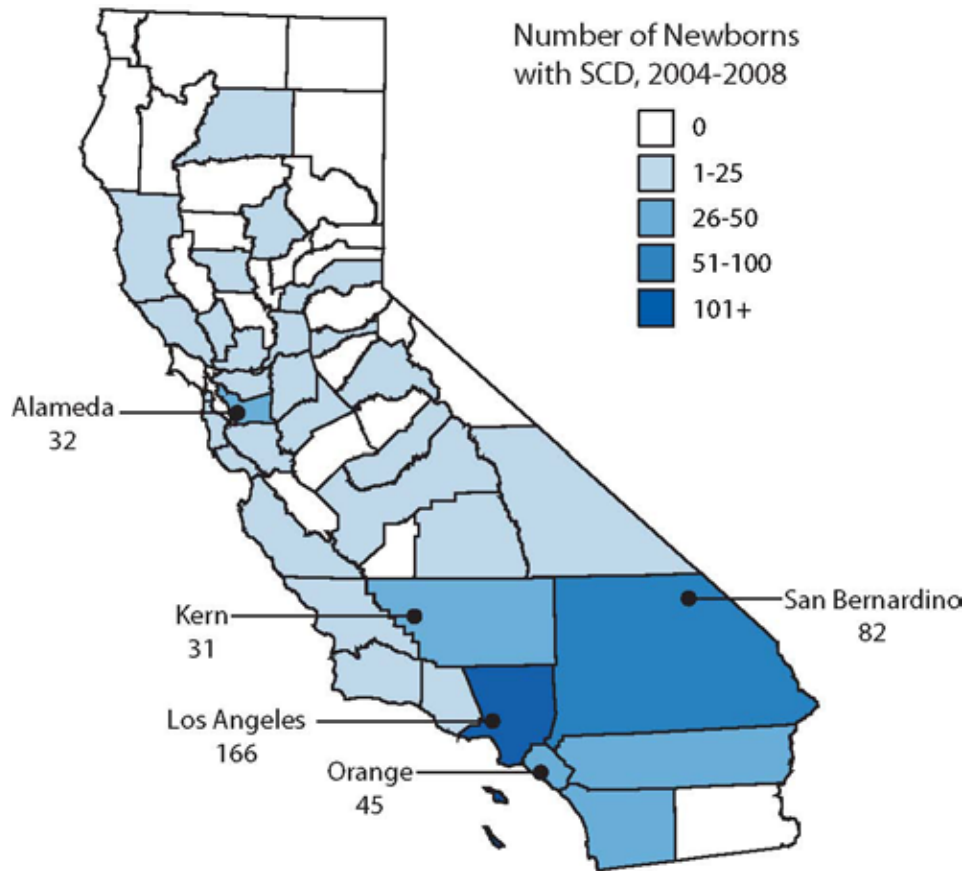 Number of Newborns
with SCD, 2004-2008
0
1-25
26-50
51-100
101+
Alameda
32
San Bernardino
82
Kern
31
Los Angeles
166
Orange
45